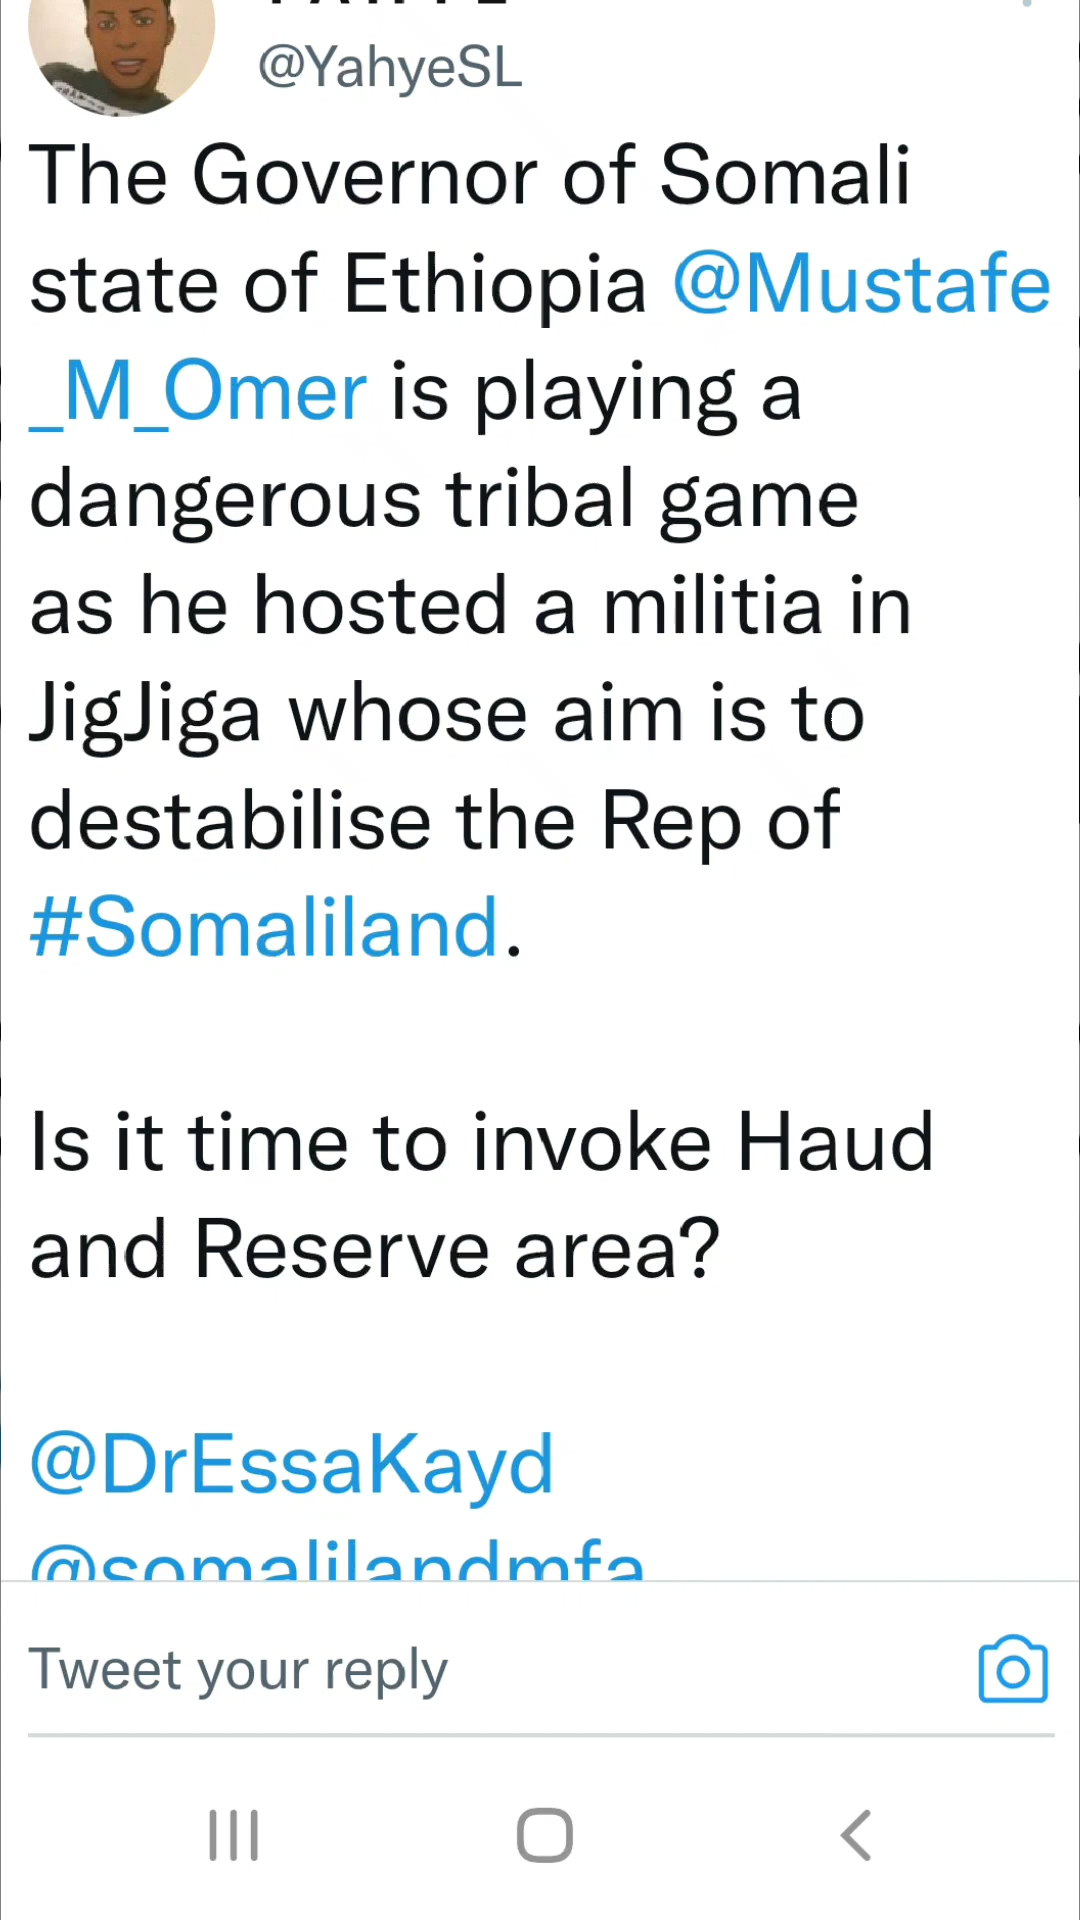 @YahyeSL
The Governor of Somali
state of Ethiopia @Mustafe
_M_Omer is playing a
dangerous tribal game
as he hosted a militia in
JigJiga whose aim is to
destabilise the Rep of
#Somaliland.
Is it time to invoke Haud
and Reserve area?
@DrEssaKayd
@somalilandmfa
Tweet your reply